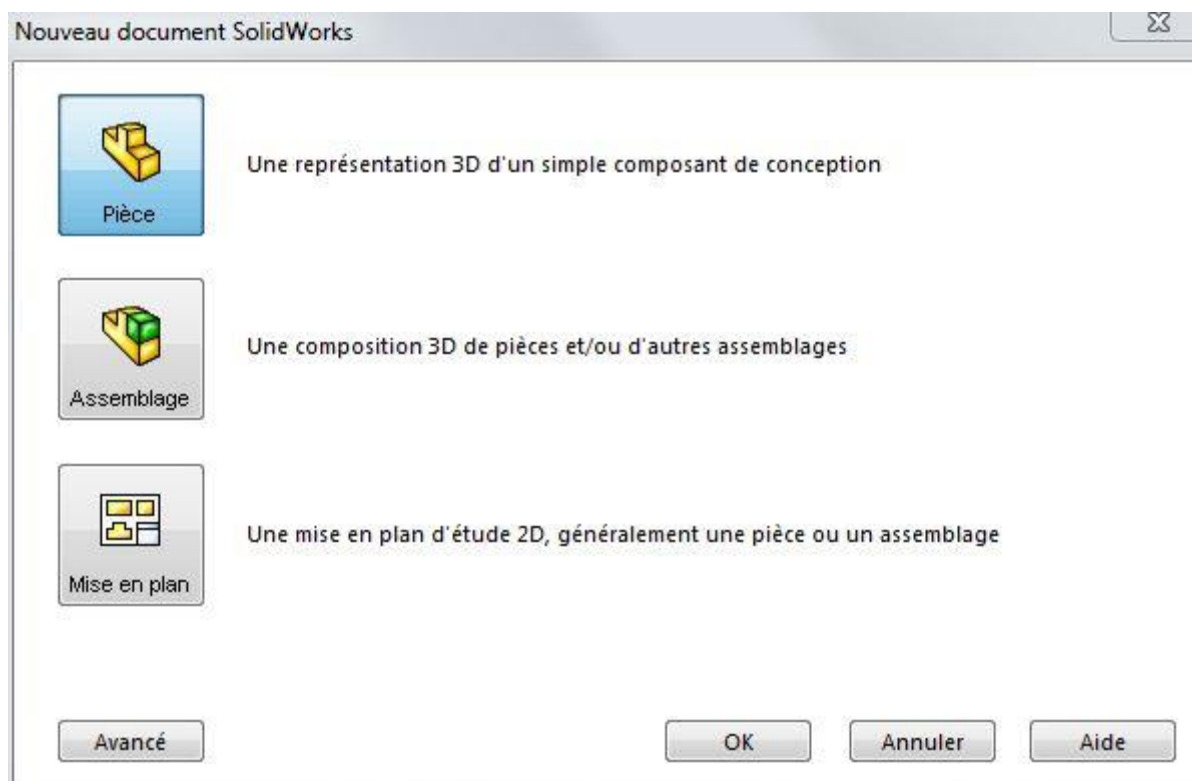 Nouveau document SolidWorks
Pièce
Une représentation 3D d'un simple composant de conception
Assemblage
Une composition 3D de pièces et/ou d'autres assemblages
Mise en plan
Une mise en plan d'étude 2D, généralement une pièce ou un assemblage
Avancé
OK
Annuler
Aide